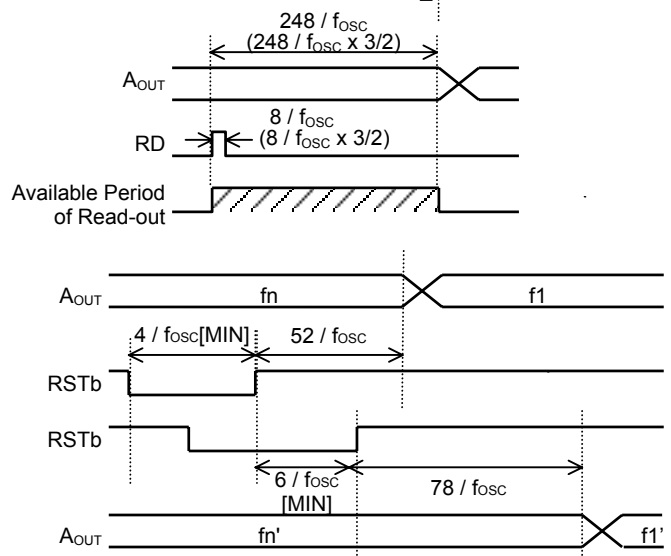 248 / fOSC
(248 / fOSC x 3/2)
AOUT
8 / fOSC
RD
(8 / fOSC x 3/2)
Available Period
of Read-out
AOUT
fn
f1
4 / fOSC[MIN]
52 / fOSC
RSTb
RSTb
6 / fOSC
[MIN]
78 / fOSC
AOUT
fn'
f1'